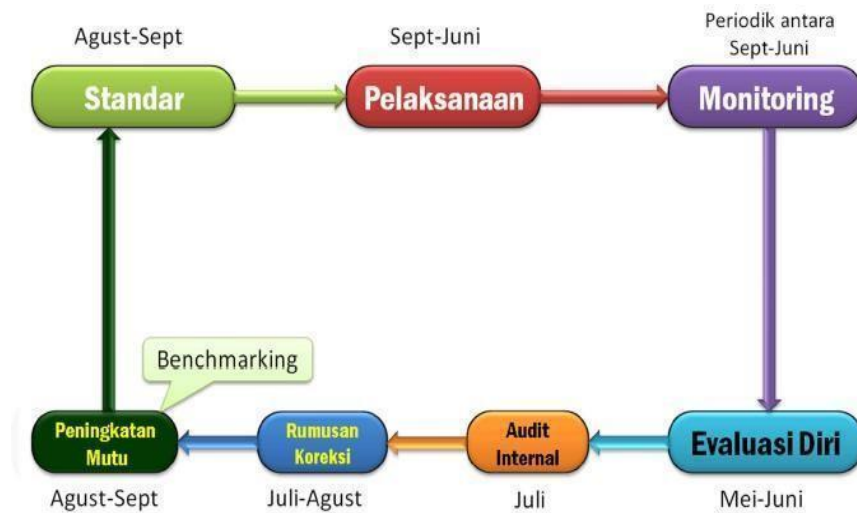 Agust-Sept
Sept-Juni
Periodik antara
Sept-Juni
Standar
Pelaksanaan
Monitoring
Benchmarking
Peningkatan
Mutu
Rumusan
Koreksi
Audit
Internal
Evaluasi Diri
Agust-Sept
Juli-Agust
Juli
Mei-Juni